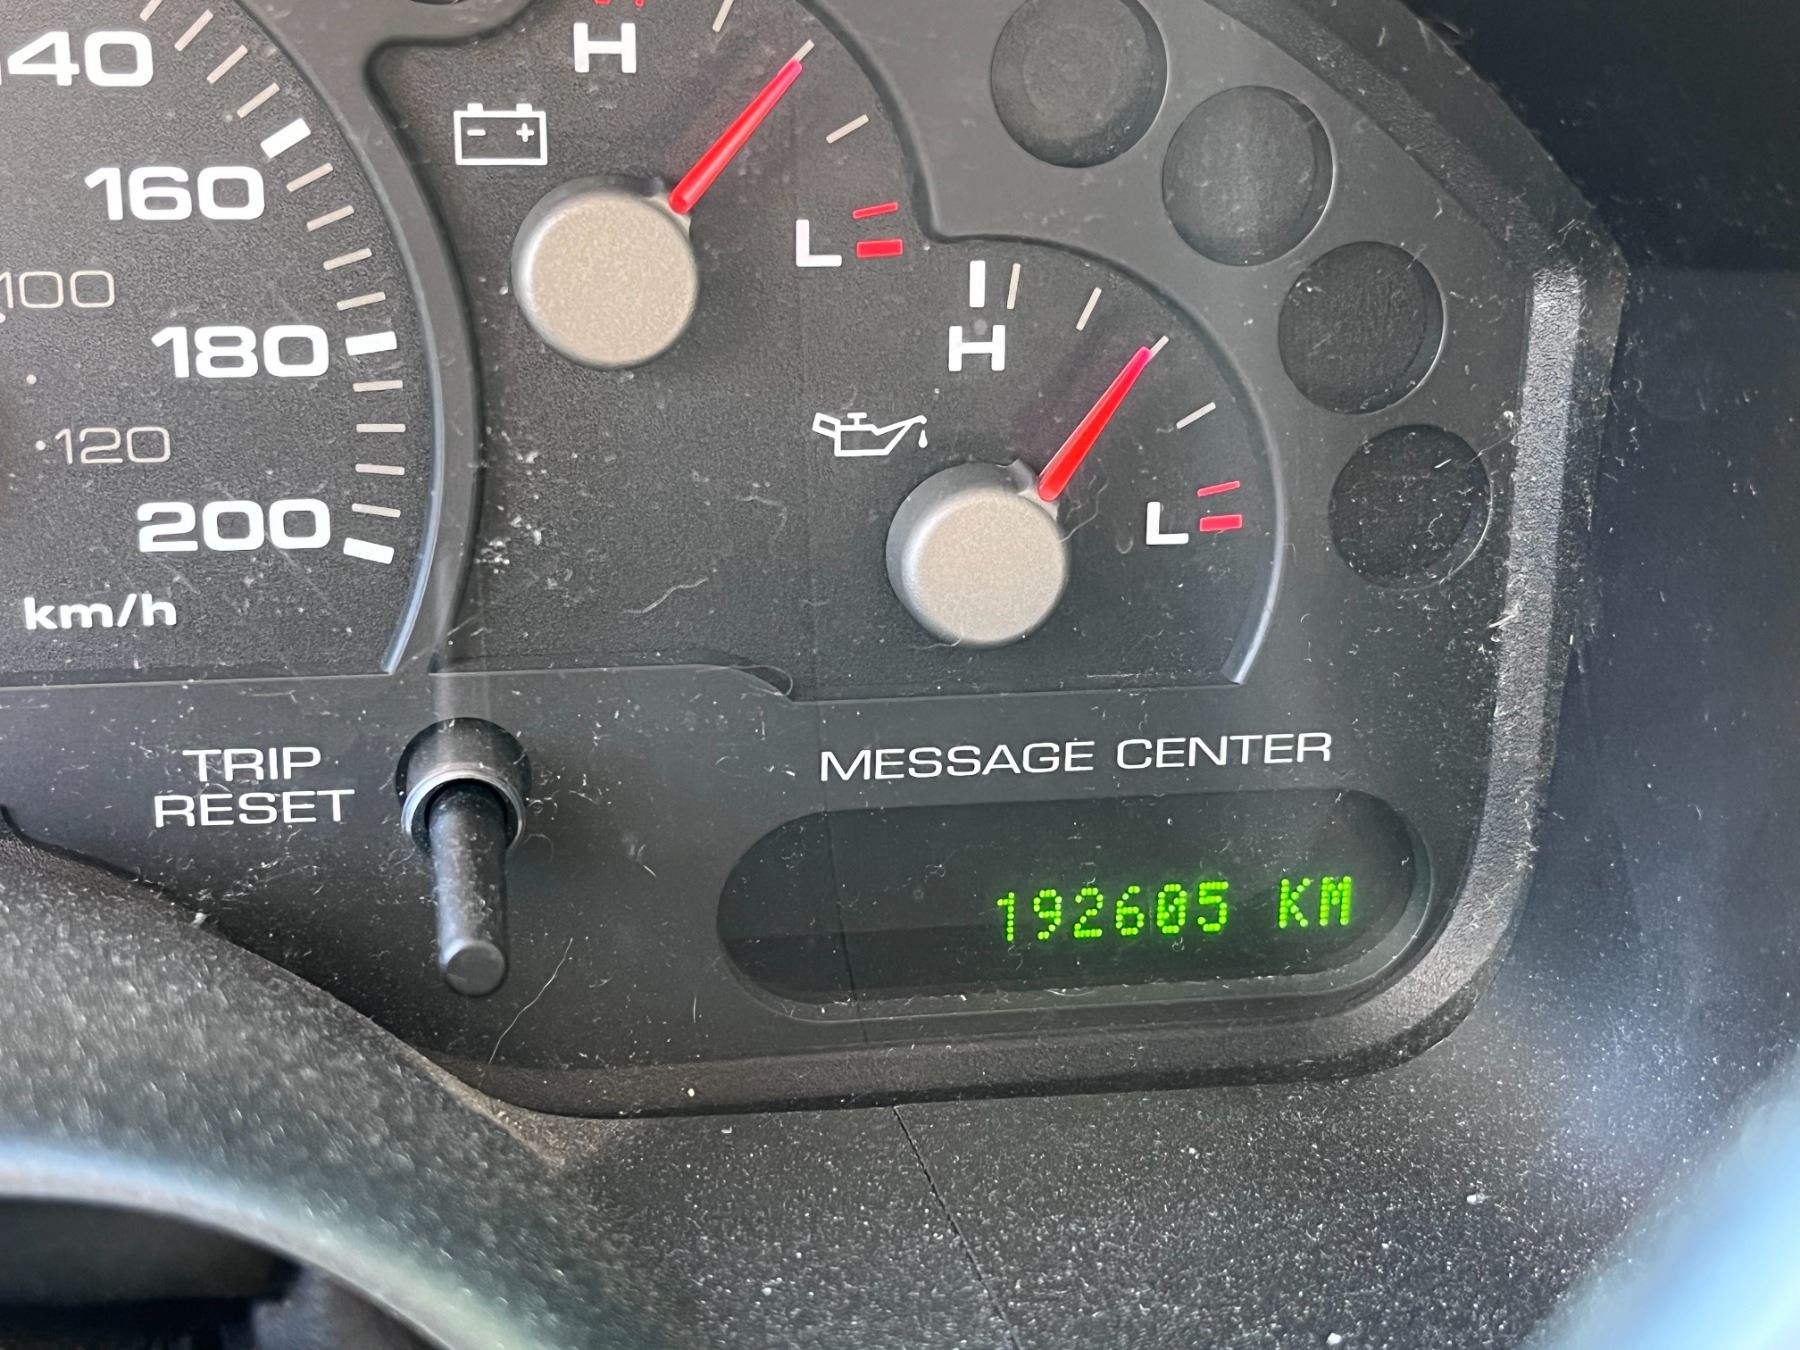 140
H
160
100
180
120
200
km/h
- +
L
H
L
TRIP
RESET
MESSAGE CENTER
192605 KM